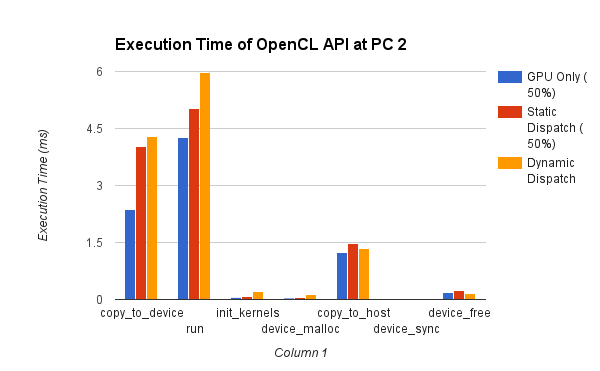 Execution Time of OpenCL API at PC 2
6
4.5
3
1.5
0
Execution Time (ms)
copy_to_device
run
init_kernels
device_malloc
copy_to_host
device_sync
device_free
Column 1
GPU Only (
50%)
Static
Dispatch (
50%)
Dynamic
Dispatch